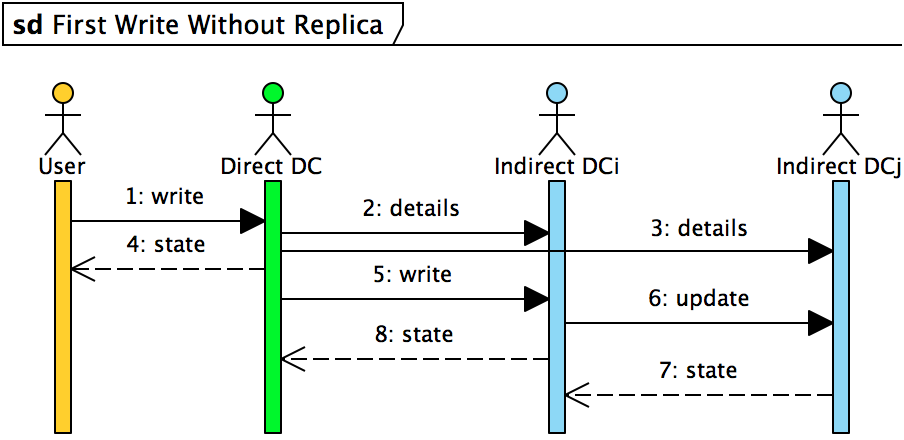 sd First Write Without Replica
User
Direct DC
Indirect DCi
Indirect DCj
1: write
2: details
3: details
4: state
5: write
6: update
8: state
7: state